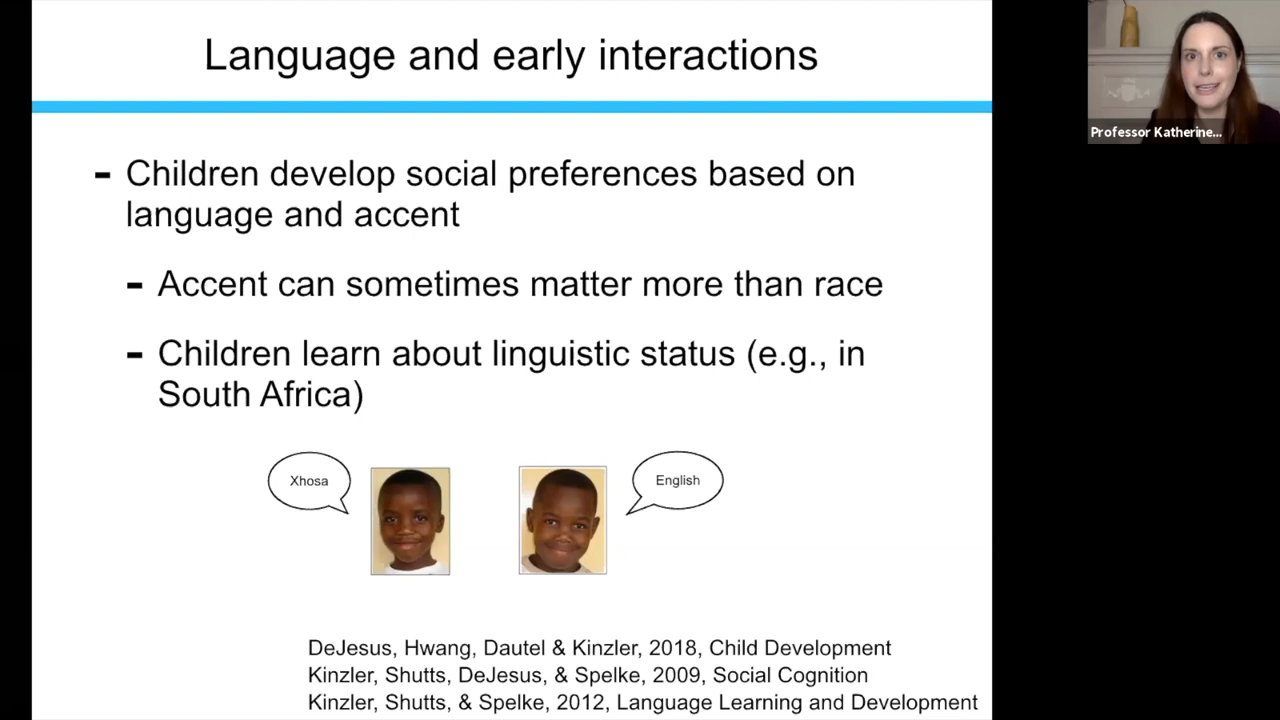 Language and early interactions
Professor Katherine...
- Children develop social preferences based on
language and accent
- Accent can sometimes matter more than race
- Children learn about linguistic status (e.g., in
South Africa)
Xhosa
English
DeJesus, Hwang, Dautel & Kinzler, 2018, Child Development
Kinzler, Shutts, DeJesus, & Spelke, 2009, Social Cognition
Kinzler, Shutts, & Spelke, 2012, Language Learning and Development